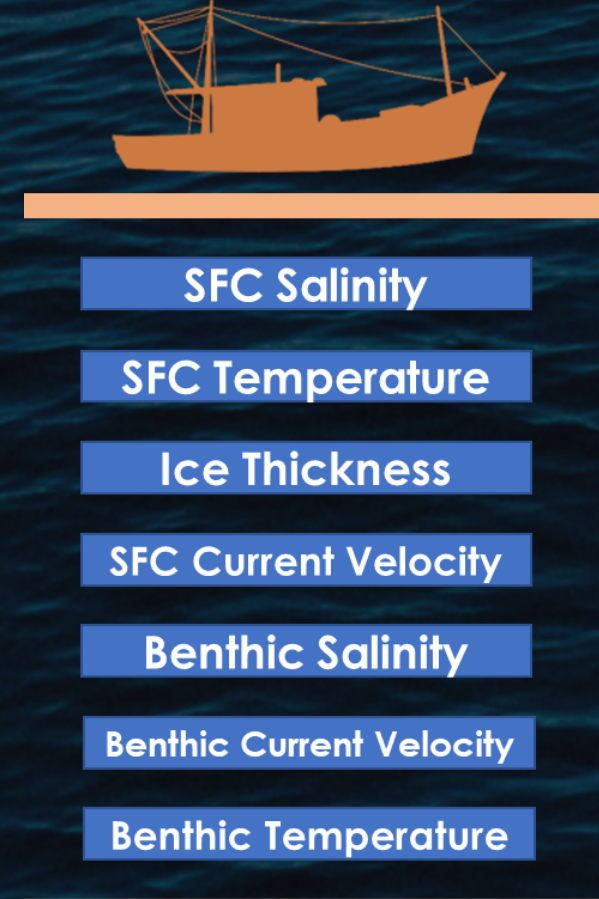 SFC Salinity
SFC Temperature
Ice Thickness
SFC Current Velocity
Benthic Salinity
Benthic Current Velocity
Benthic Temperature